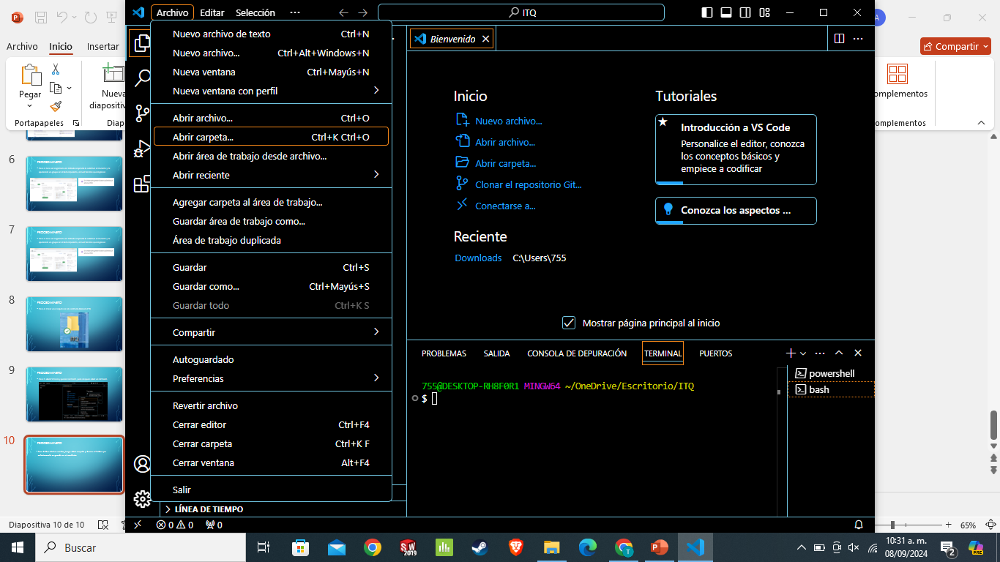 Archivo Editar Selección ··· ITQ
Archivo Inicio Insertar
Compartir
Pegar
Portapapeles
Nuevo archivo de texto Ctrl+N
Nuevo archivo... Ctrl+Alt+Windows+N
Nueva ventana Ctrl+Mayús+N
Nueva ventana con perfil
Abrir archivo... Ctrl+O
Abrir carpeta... Ctrl+K Ctrl+O
Abrir área de trabajo desde archivo...
Abrir reciente
Agregar carpeta al área de trabajo...
Guardar área de trabajo como...
Área de trabajo duplicada
Guardar Ctrl+S
Guardar como... Ctrl+Mayús+S
Guardar todo Ctrl+K S
Compartir
Autoguardado
Preferencias
Revertir archivo
Cerrar editor Ctrl+F4
Cerrar carpeta Ctrl+K F
Cerrar ventana Alt+F4
Salir
LÍNEA DE TIEMPO
Bienvenido
Inicio
Nuevo archivo...
Abrir archivo...
Abrir carpeta...
Clonar el repositorio Git...
Conectarse a...
Reciente
Downloads C:\Users\755
Tutoriales
Introducción a VS Code
Personalice el editor, conozca
los conceptos básicos y
empiece a codificar
Conozca los aspectos ...
Mostrar página principal al inicio
PROBLEMAS SALIDA CONSOLA DE DEPURACIÓN TERMINAL PUERTOS
755@DESKTOP-RH8F0R1 MINGW64 ~/OneDrive/Escritorio/ITQ
$
powershell
bash
omplementos
omplementos
6
7
8
9
10
0 0 0
Diapositiva 10 de 10
65%
Buscar
10:31 a. m.
08/09/2024
2